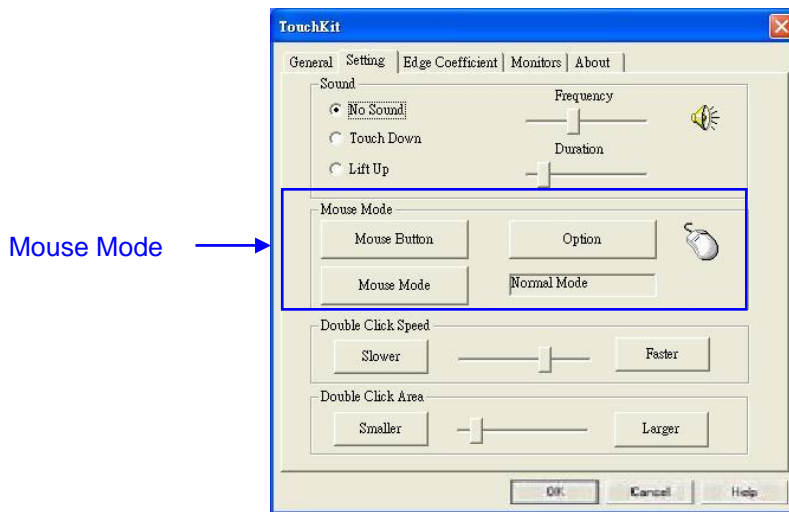 TouchKit
General Setting Edge Coefficient Monitors About
Sound
No Sound
Touch Down
Lift Up
Frequency
Duration
Mouse Mode
Mouse Mode
Mouse Button Option
Mouse Mode Normal Mode
Double Click Speed
Slower Faster
Double Click Area
Smaller Larger
OK Cancel Help